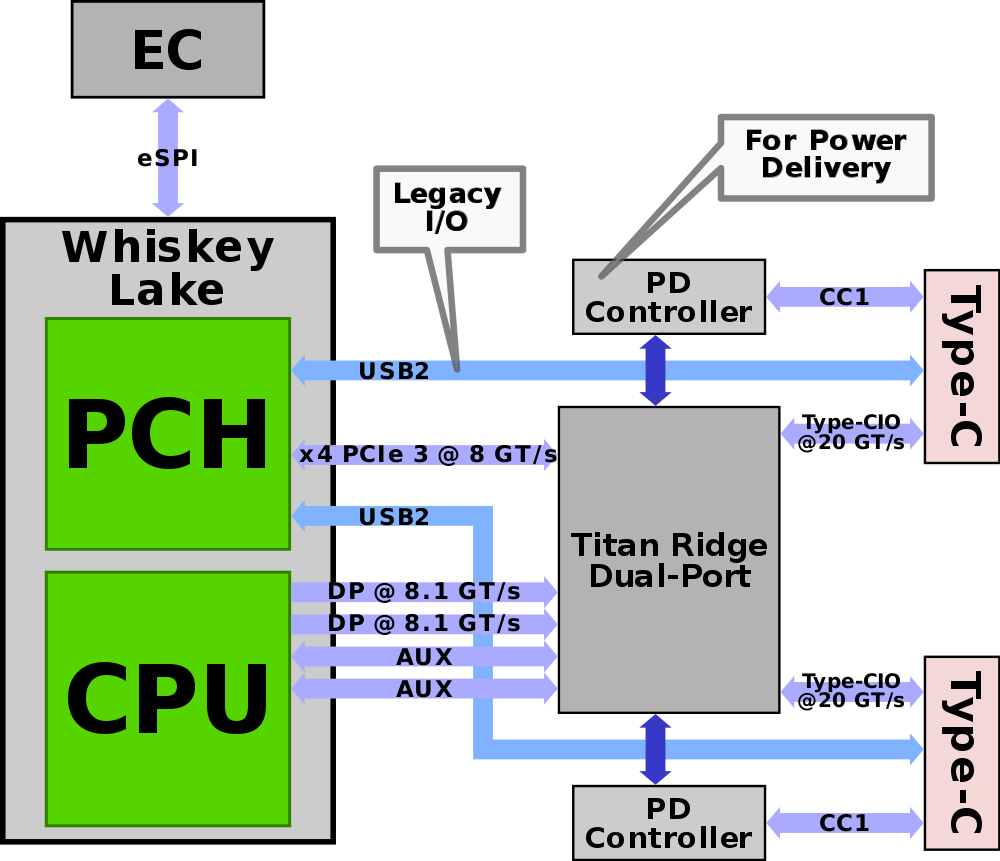 EC
eSPI
For Power
Delivery
Legacy
I/O
Whiskey
Lake
PD
Controller
CC1
Type-C
USB2
PCH
Type-CIO
@20 GT/s
x4 PCIe 3 @ 8 GT/s
USB2
Titan Ridge
Dual-Port
DP @ 8.1 GT/s
DP @ 8.1 GT/s
AUX
AUX
CPU
Type-CIO
@20 GT/s
Type-C
PD
Controller
CC1